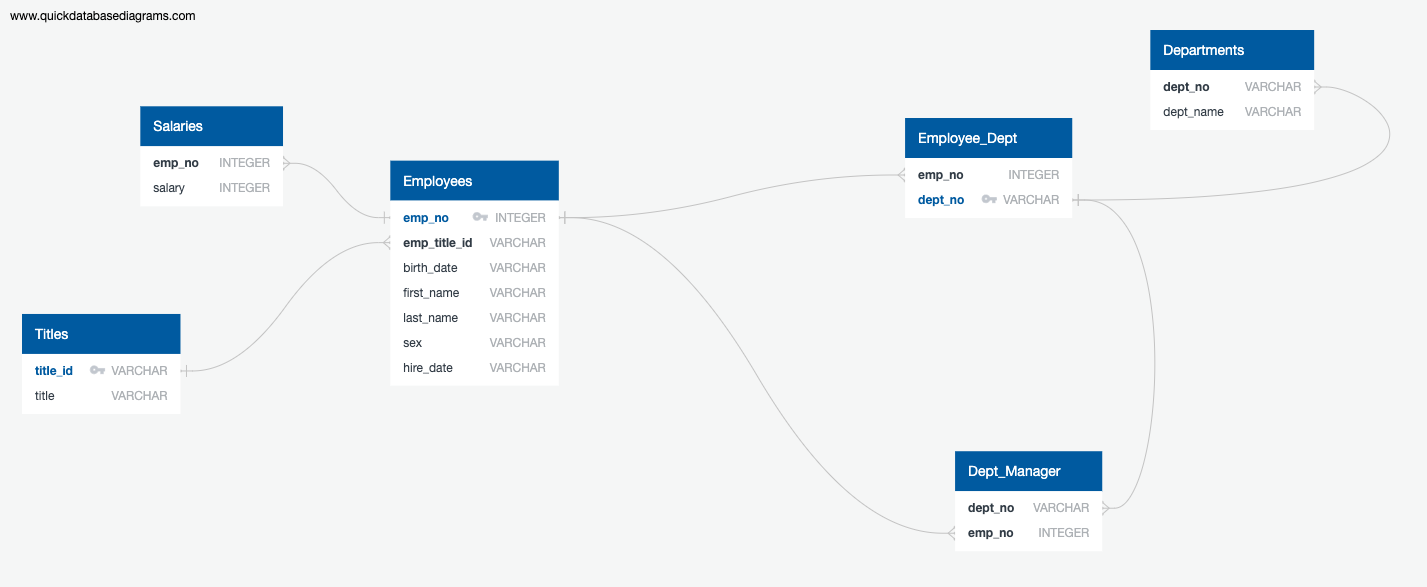 www.quickdatabasediagrams.com
Departments
dept_no VARCHAR
dept_name VARCHAR
Salaries
emp_no INTEGER
salary INTEGER
Employee_Dept
emp_no INTEGER
dept_no VARCHAR
Employees
emp_no INTEGER
emp_title_id VARCHAR
birth_date VARCHAR
first_name VARCHAR
last_name VARCHAR
sex VARCHAR
hire_date VARCHAR
Titles
title_id VARCHAR
title VARCHAR
Dept_Manager
dept_no VARCHAR
emp_no INTEGER